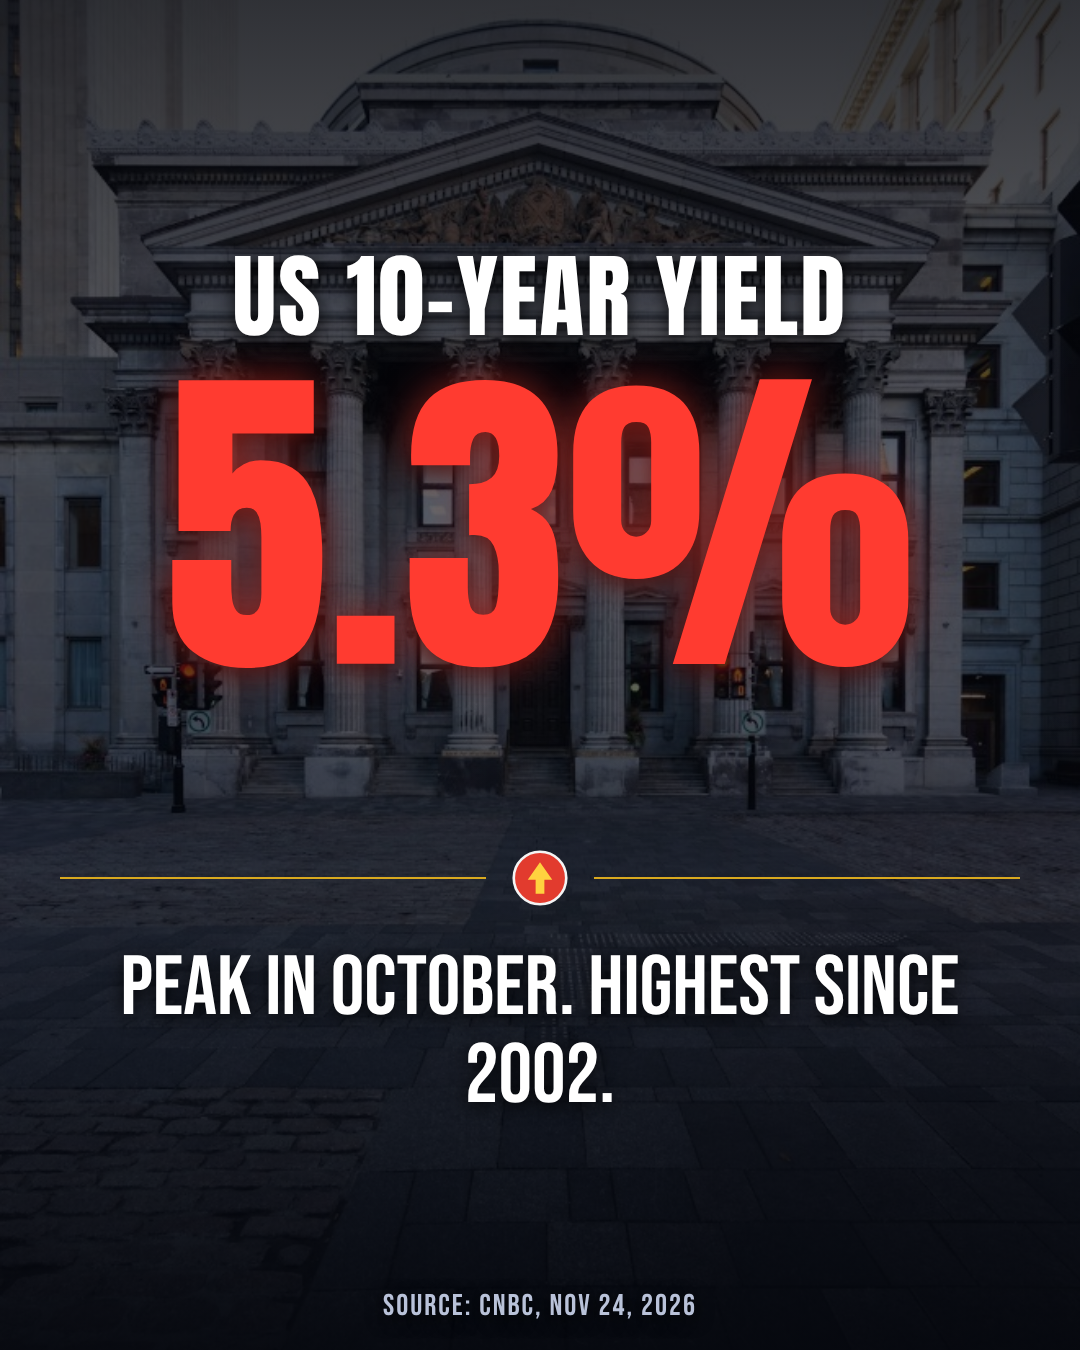 US 10-YEAR YIELD
5.3%
PEAK IN OCTOBER. HIGHEST SINCE
2002.
SOURCE: CNBC, NOV 24, 2026